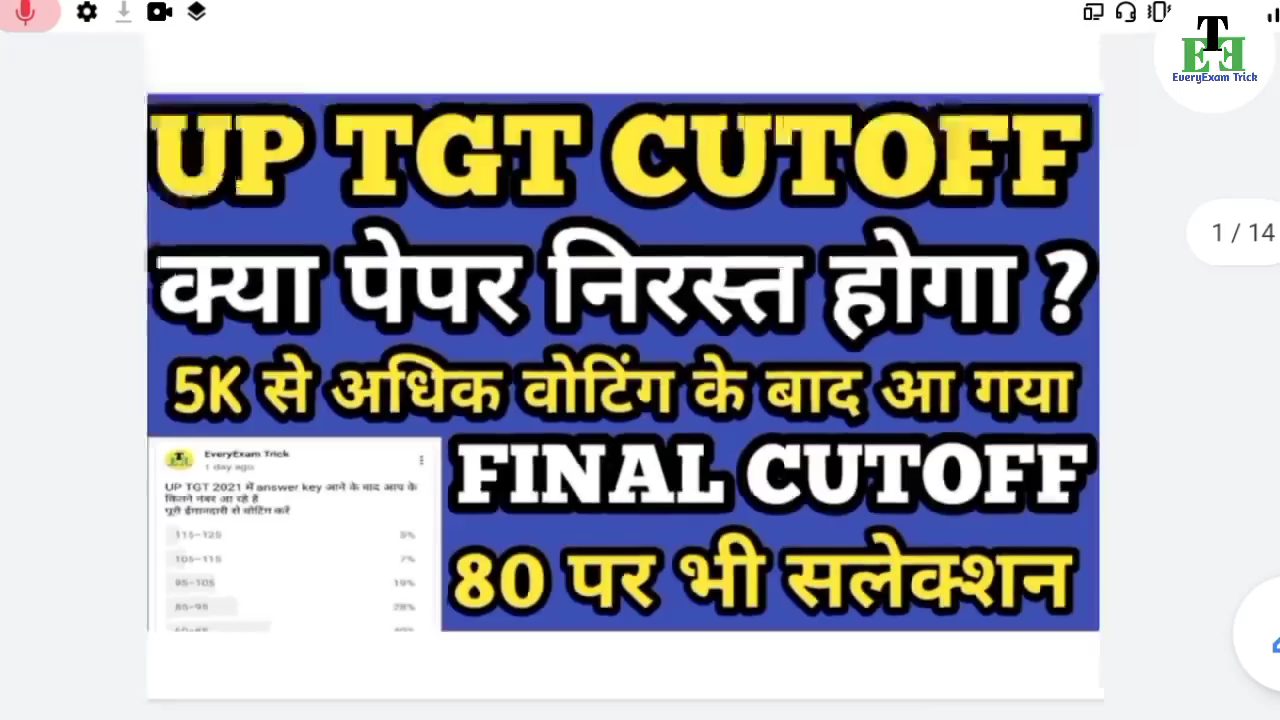 EveryExam Trick
1 / 14
UP TGT CUTOFF
क्या पेपर निरस्त होगा ?
5K से अधिक वोटिंग के बाद आ गया
FINAL CUTOFF
80 पर भी सलेक्शन
EveryExam Trick
1 day ago
UP TGT 2021 में answer key आने के बाद आप के
कितने नंबर आ रहे हैं
पूरी ईमानदारी से वोटिंग करें
115-125 5%
105-115 7%
95-105 19%
85-95 28%